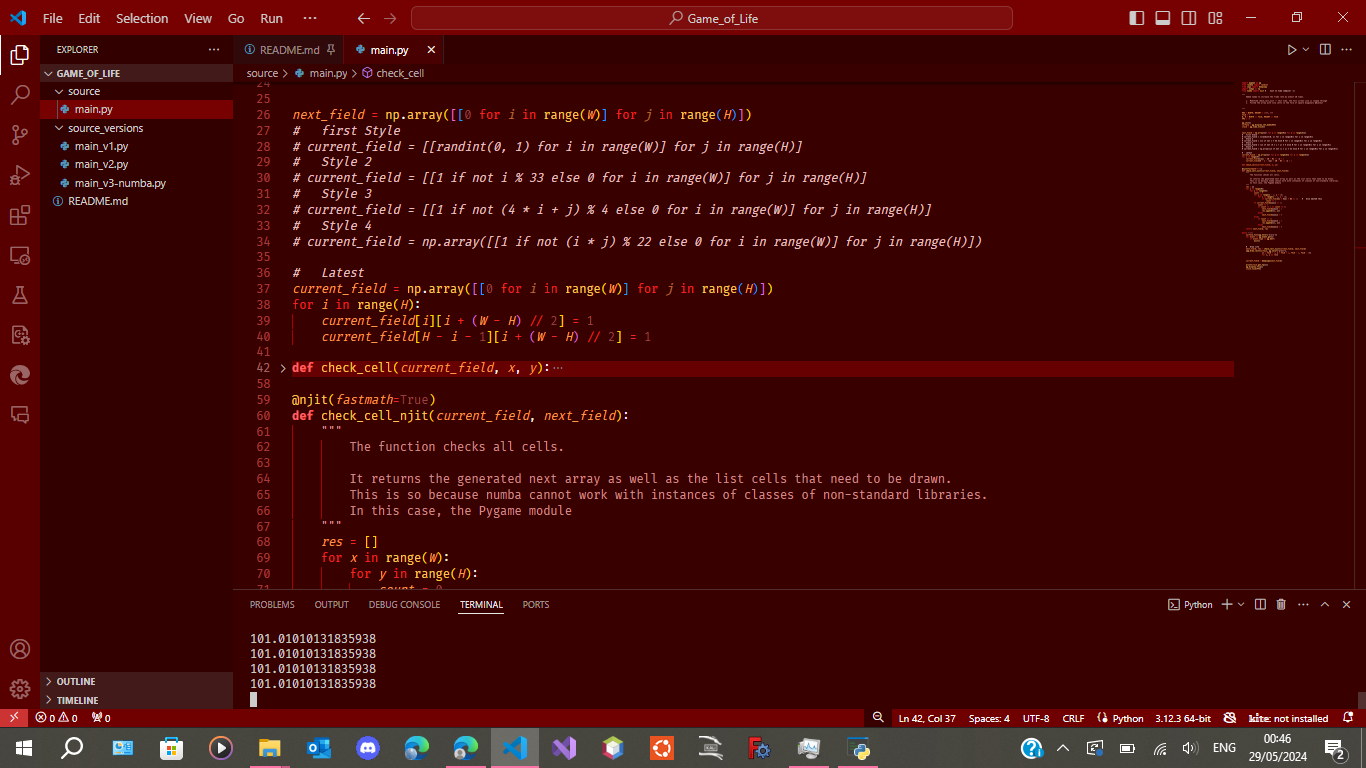 File Edit Selection View Go Run ··· Game_of_Life
EXPLORER ···
GAME_OF_LIFE
source
main.py
source_versions
main_v1.py
main_v2.py
main_v3-numba.py
README.md
OUTLINE
TIMELINE
README.md main.py
source > main.py > check_cell
24
25
26 next_field = np.array([[0 for i in range(W)] for j in range(H)])
27 #   first Style
28 # current_field = [[randint(0, 1) for i in range(W)] for j in range(H)]
29 #   Style 2
30 # current_field = [[1 if not i % 33 else 0 for i in range(W)] for j in range(H)]
31 #   Style 3
32 # current_field = [[1 if not (4 * i + j) % 4 else 0 for i in range(W)] for j in range(H)]
33 #   Style 4
34 # current_field = np.array([[1 if not (i * j) % 22 else 0 for i in range(W)] for j in range(H)])
35
36 #   Latest
37 current_field = np.array([[0 for i in range(W)] for j in range(H)])
38 for i in range(H):
39     current_field[i][i + (W - H) // 2] = 1
40     current_field[H - i - 1][i + (W - H) // 2] = 1
41
42 def check_cell(current_field, x, y):···
58
59 @njit(fastmath=True)
60 def check_cell_njit(current_field, next_field):
61     """
62         The function checks all cells.
63
64         It returns the generated next array as well as the list cells that need to be drawn.
65         This is so because numba cannot work with instances of classes of non-standard libraries.
66         In this case, the Pygame module
67     """
68     res = []
69     for x in range(W):
70         for y in range(H):
71             count = 0
PROBLEMS OUTPUT DEBUG CONSOLE TERMINAL PORTS Python
101.01010131835938
101.01010131835938
101.01010131835938
101.01010131835938
0 0 0 Ln 42, Col 37 Spaces: 4 UTF-8 CRLF Python 3.12.3 64-bit kite: not installed
ENG 00:46
29/05/2024 2